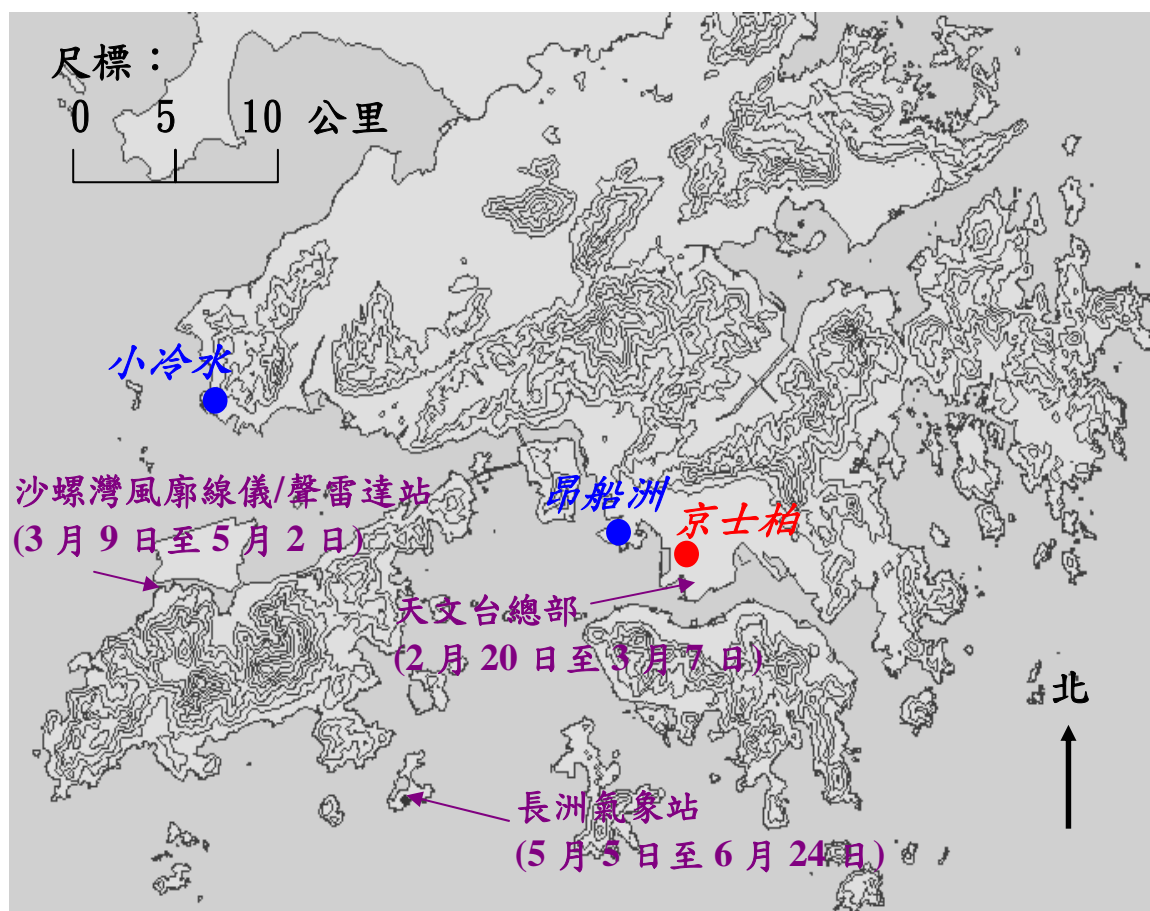 尺標：
0 5 10 公里
小冷水
沙螺灣風廓線儀/聲雷達站
(3 月 9 日至 5 月 2 日)
昂船洲
京士柏
天文台總部
(2 月 20 日至 3 月 7 日)
北
長洲氣象站
(5 月 5 日至 6 月 24 日)